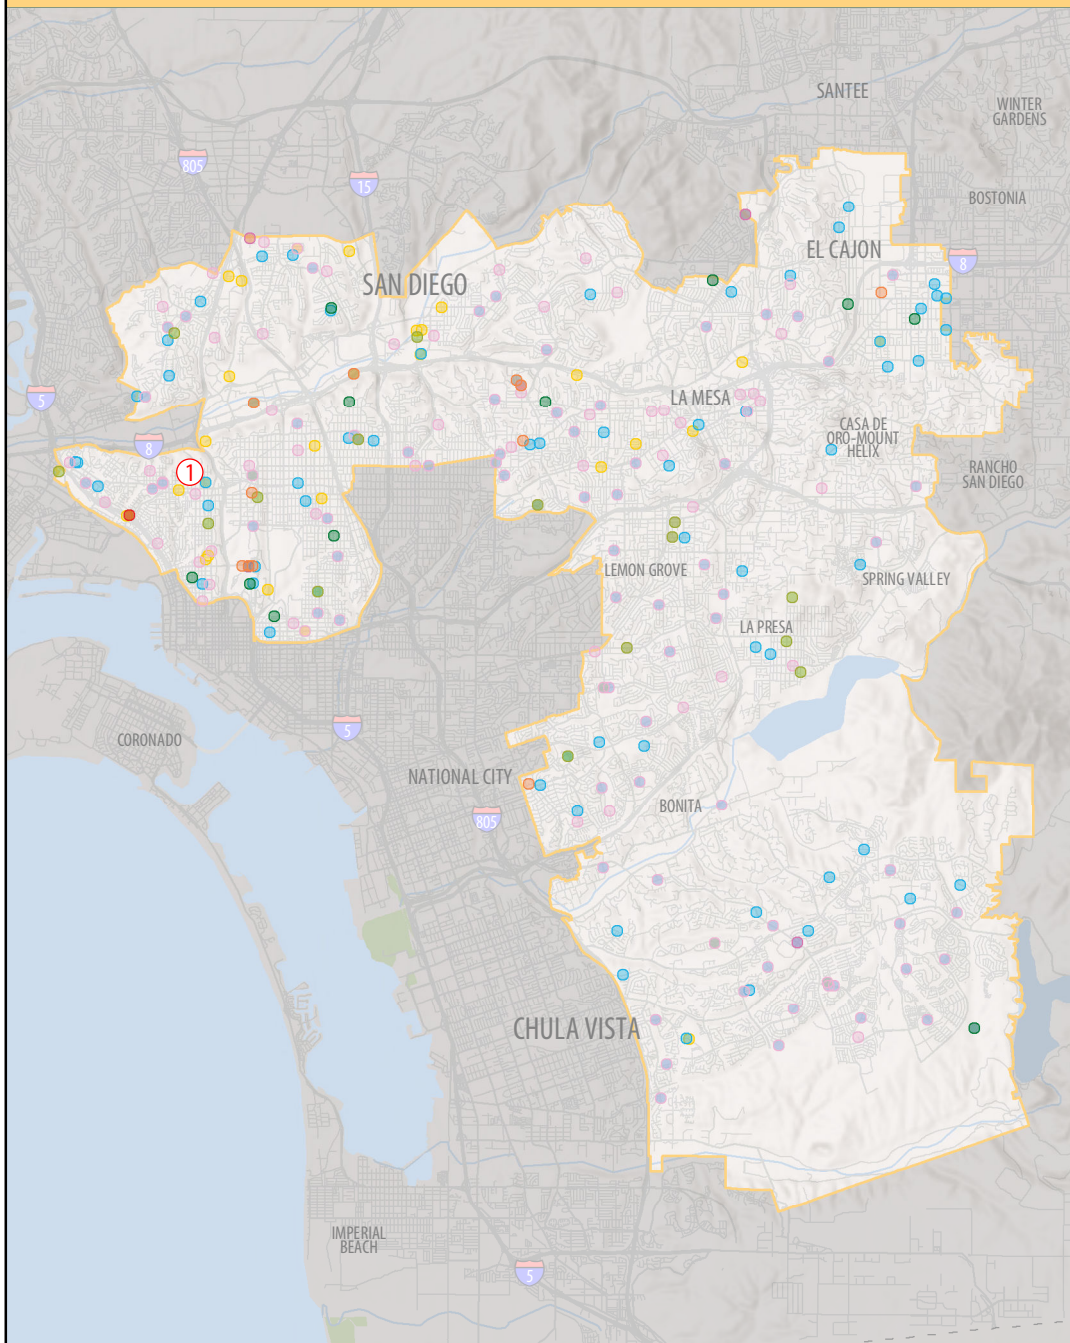 SANTEE
WINTER
GARDENS
805
15
BOSTONIA
EL CAJON
8
SAN DIEGO
5
LA MESA
CASA DE
ORO-MOUNT
HELIX
8
1
RANCHO
SAN DIEGO
LEMON GROVE
SPRING VALLEY
LA PRESA
5
CORONADO
NATIONAL CITY
805
BONITA
CHULA VISTA
IMPERIAL
BEACH
5